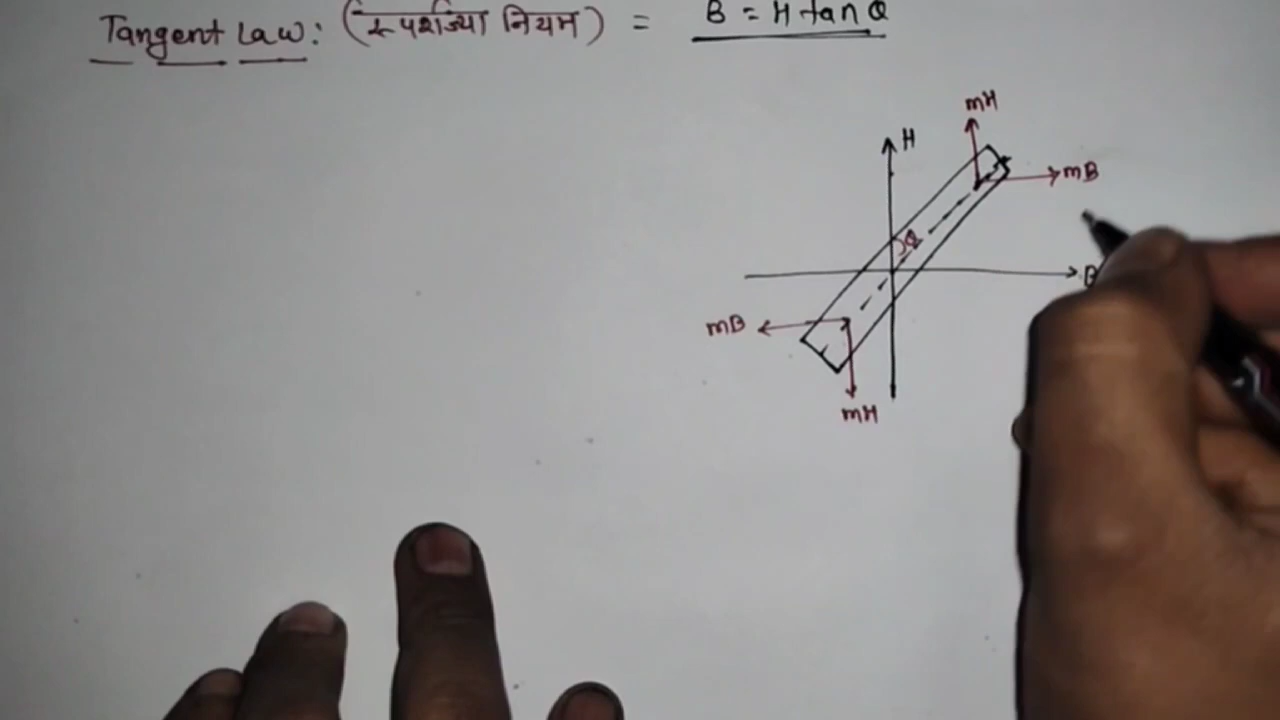 Tangent Law: (स्पर्शज्या नियम) = B = H tan θ
mH
H
mB
θ
B
mB
mH